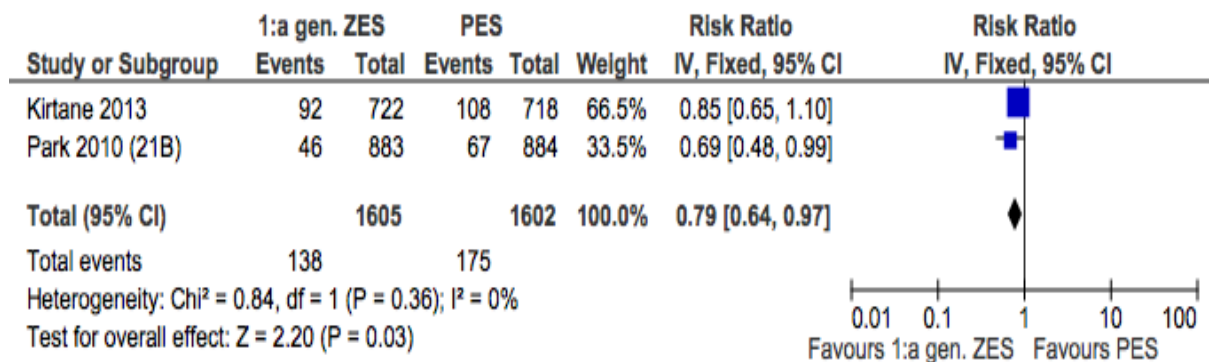 1:a gen. ZES PES Risk Ratio Risk Ratio
Study or Subgroup Events Total Events Total Weight IV, Fixed, 95% CI IV, Fixed, 95% CI
Kirtane 2013 92 722 108 718 66.5% 0.85 [0.65, 1.10]
Park 2010 (21B) 46 883 67 884 33.5% 0.69 [0.48, 0.99]
Total (95% CI) 1605 1602 100.0% 0.79 [0.64, 0.97]
Total events 138 175
Heterogeneity: Chi² = 0.84, df = 1 (P = 0.36); I² = 0%
Test for overall effect: Z = 2.20 (P = 0.03)
0.01 0.1 1 10 100
Favours 1:a gen. ZES Favours PES